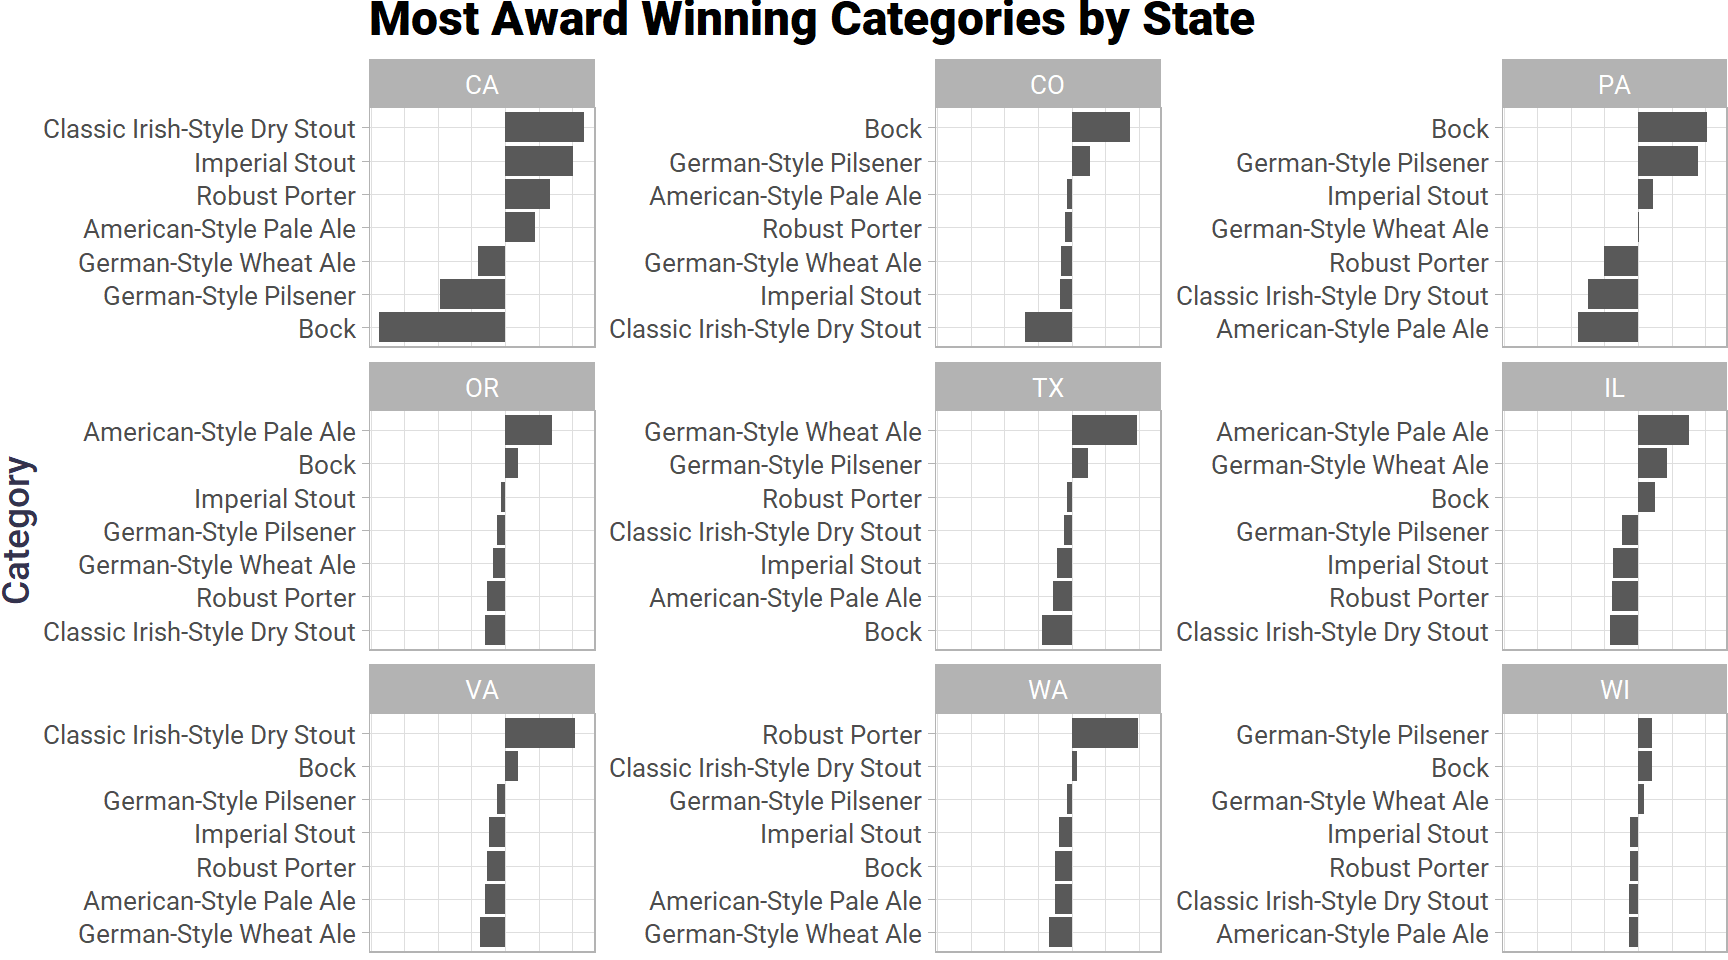 Most Award Winning Categories by State
Category
CA
Classic Irish-Style Dry Stout
Imperial Stout
Robust Porter
American-Style Pale Ale
German-Style Wheat Ale
German-Style Pilsener
Bock
CO
Bock
German-Style Pilsener
American-Style Pale Ale
Robust Porter
German-Style Wheat Ale
Imperial Stout
Classic Irish-Style Dry Stout
PA
Bock
German-Style Pilsener
Imperial Stout
German-Style Wheat Ale
Robust Porter
Classic Irish-Style Dry Stout
American-Style Pale Ale
OR
American-Style Pale Ale
Bock
Imperial Stout
German-Style Pilsener
German-Style Wheat Ale
Robust Porter
Classic Irish-Style Dry Stout
TX
German-Style Wheat Ale
German-Style Pilsener
Robust Porter
Classic Irish-Style Dry Stout
Imperial Stout
American-Style Pale Ale
Bock
IL
American-Style Pale Ale
German-Style Wheat Ale
Bock
German-Style Pilsener
Imperial Stout
Robust Porter
Classic Irish-Style Dry Stout
VA
Classic Irish-Style Dry Stout
Bock
German-Style Pilsener
Imperial Stout
Robust Porter
American-Style Pale Ale
German-Style Wheat Ale
WA
Robust Porter
Classic Irish-Style Dry Stout
German-Style Pilsener
Imperial Stout
Bock
American-Style Pale Ale
German-Style Wheat Ale
WI
German-Style Pilsener
Bock
German-Style Wheat Ale
Imperial Stout
Robust Porter
Classic Irish-Style Dry Stout
American-Style Pale Ale